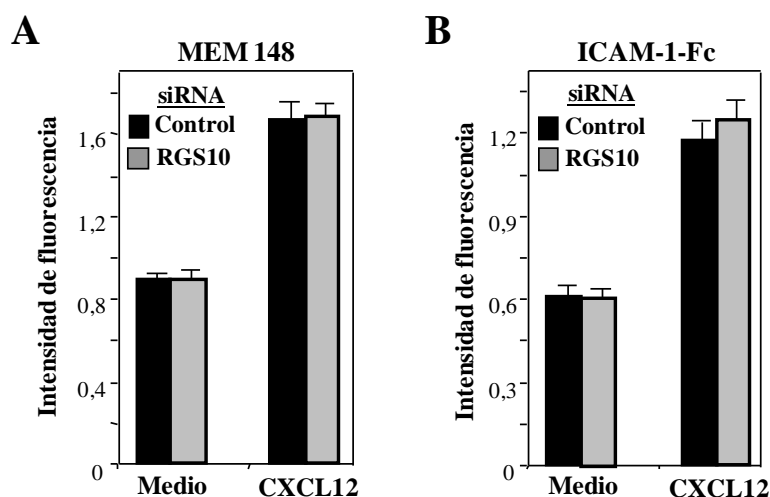 A
MEM 148
Intensidad de fluorescencia
1,6
1,2
0,8
0,4
0
siRNA
Control
RGS10
Medio
CXCL12
B
ICAM-1-Fc
Intensidad de fluorescencia
1,2
0,9
0,6
0,3
0
siRNA
Control
RGS10
Medio
CXCL12